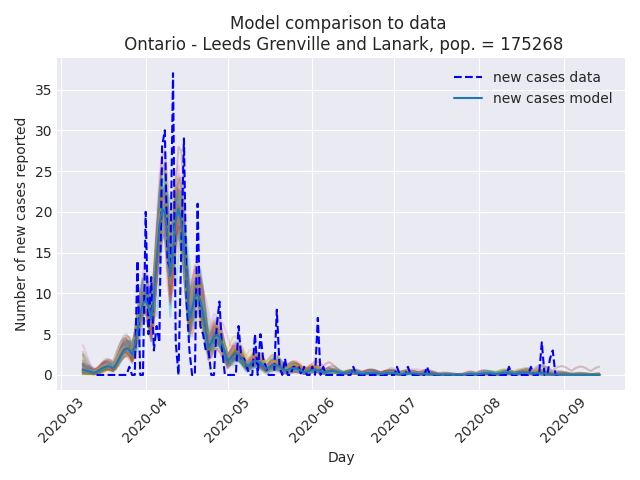 Model comparison to data
Ontario - Leeds Grenville and Lanark, pop. = 175268
new cases data
new cases model
Number of new cases reported
35
30
25
20
15
10
5
0
2020-03
2020-04
2020-05
2020-06
2020-07
2020-08
2020-09
Day